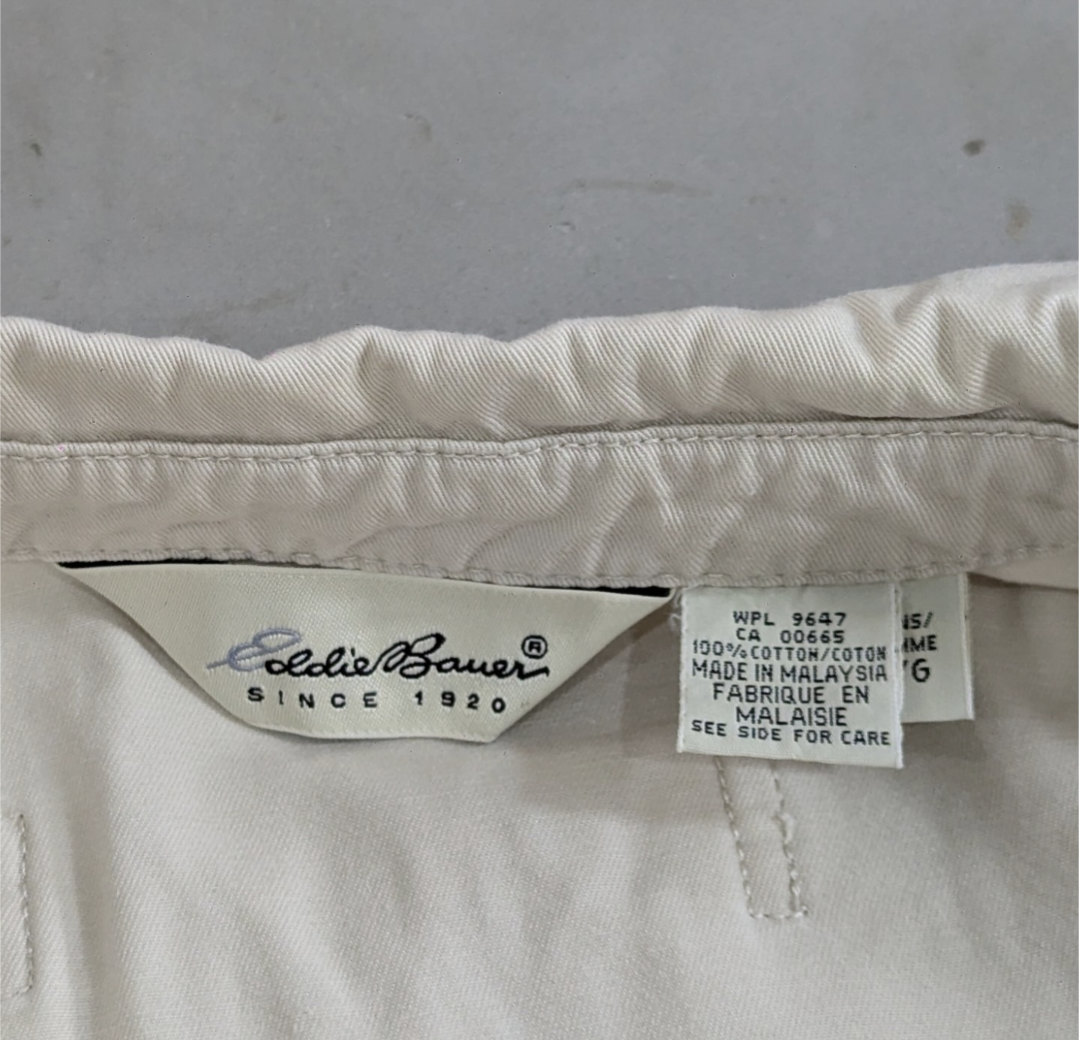 Eddie Bauer®
SINCE 1920
WPL 9647
CA 00665
100% COTTON/COTON
MADE IN MALAYSIA
FABRIQUE EN
MALAISIE
SEE SIDE FOR CARE